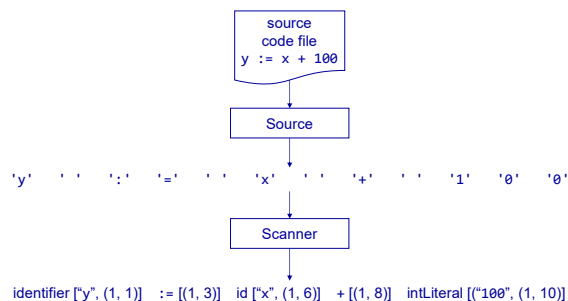 source
code file
y := x + 100
Source
'y' ' ' ':' '=' ' ' 'x' ' ' '+' ' ' '1' '0' '0'
Scanner
identifier [“y”, (1, 1)] := [(1, 3)] id [“x”, (1, 6)] + [(1, 8)] intLiteral [(“100”, (1, 10)]